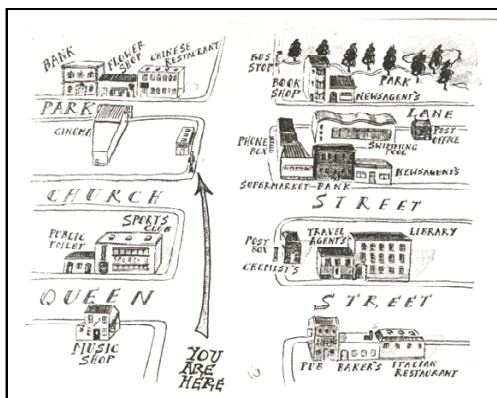 BANK
FLOWER SHOP
CHINESE RESTAURANT
BUS STOP
BOOK SHOP
PARK
NEWSAGENT'S
PARK LANE
CINEMA
PHONE BOX
SWIMMING POOL
POST OFFICE
SUPERMARKET
BANK
NEWSAGENT'S
CHURCH STREET
PUBLIC TOILET
SPORTS CLUB
SPORTS
POST BOX
CHEMIST'S
TRAVEL AGENT'S
LIBRARY
QUEEN STREET
MUSIC SHOP
YOU ARE HERE
PUB
BAKER'S
ITALIAN RESTAURANT